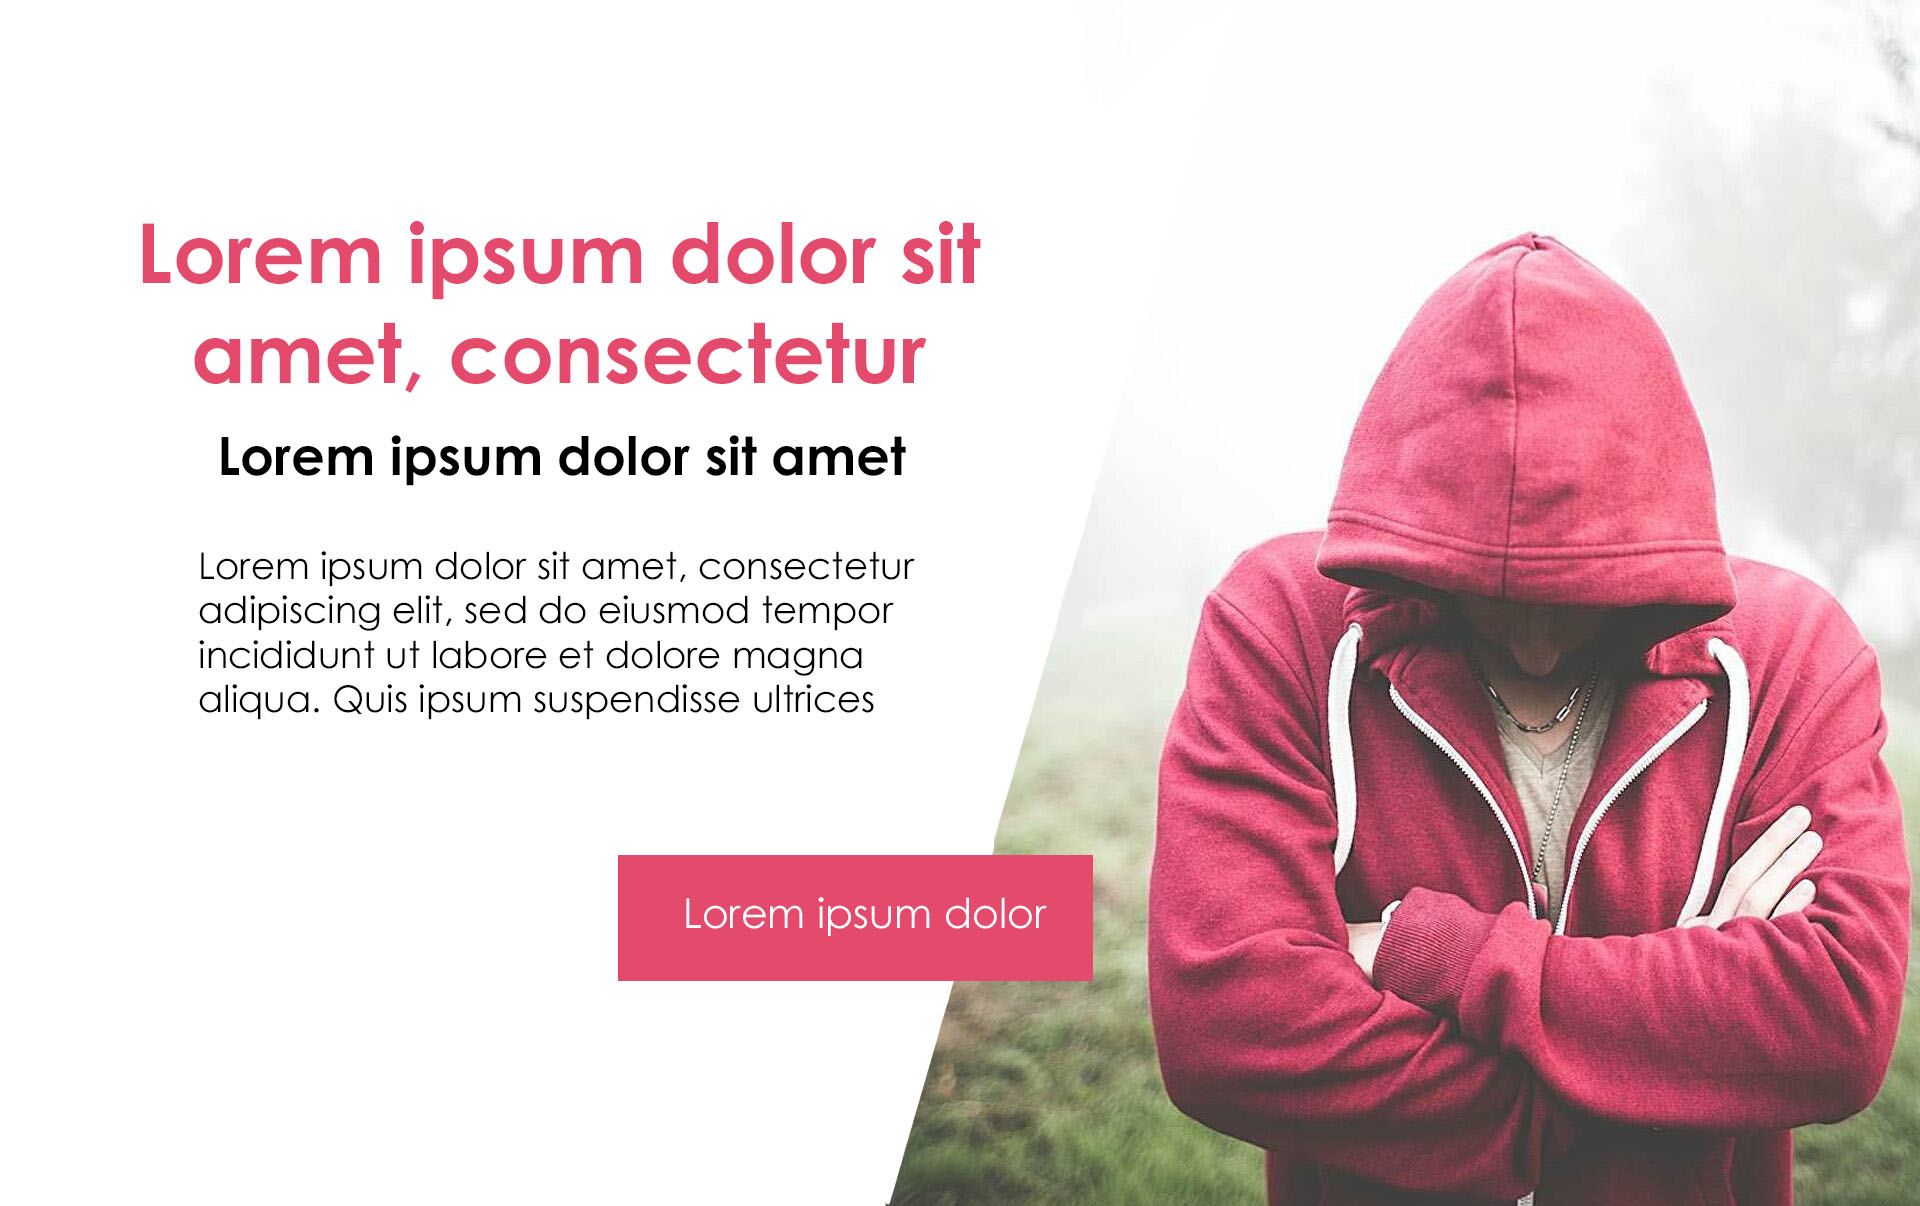 Lorem ipsum dolor sit
amet, consectetur
Lorem ipsum dolor sit amet
Lorem ipsum dolor sit amet, consectetur
adipiscing elit, sed do eiusmod tempor
incididunt ut labore et dolore magna
aliqua. Quis ipsum suspendisse ultrices
Lorem ipsum dolor